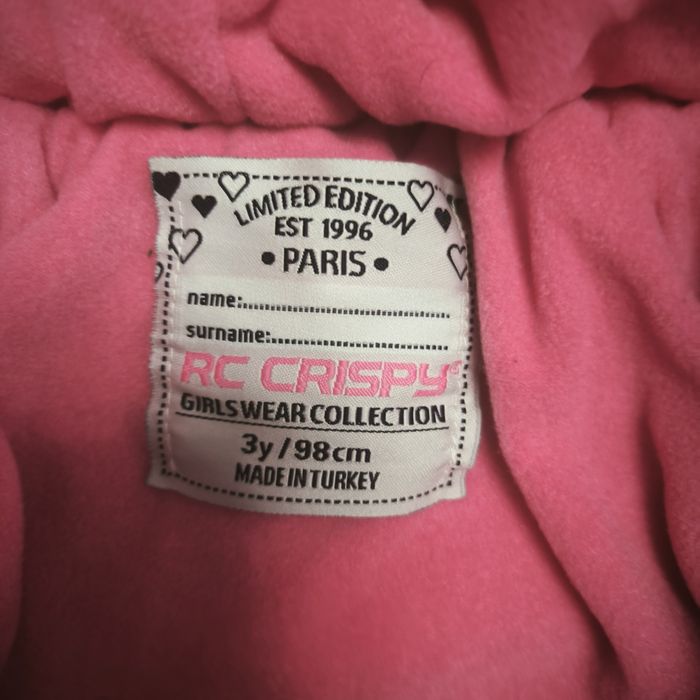 LIMITED EDITION
EST 1996
• PARIS •
name:................................
surname:..........................
RC CRISPY
GIRLS WEAR COLLECTION
3y / 98cm
MADE IN TURKEY